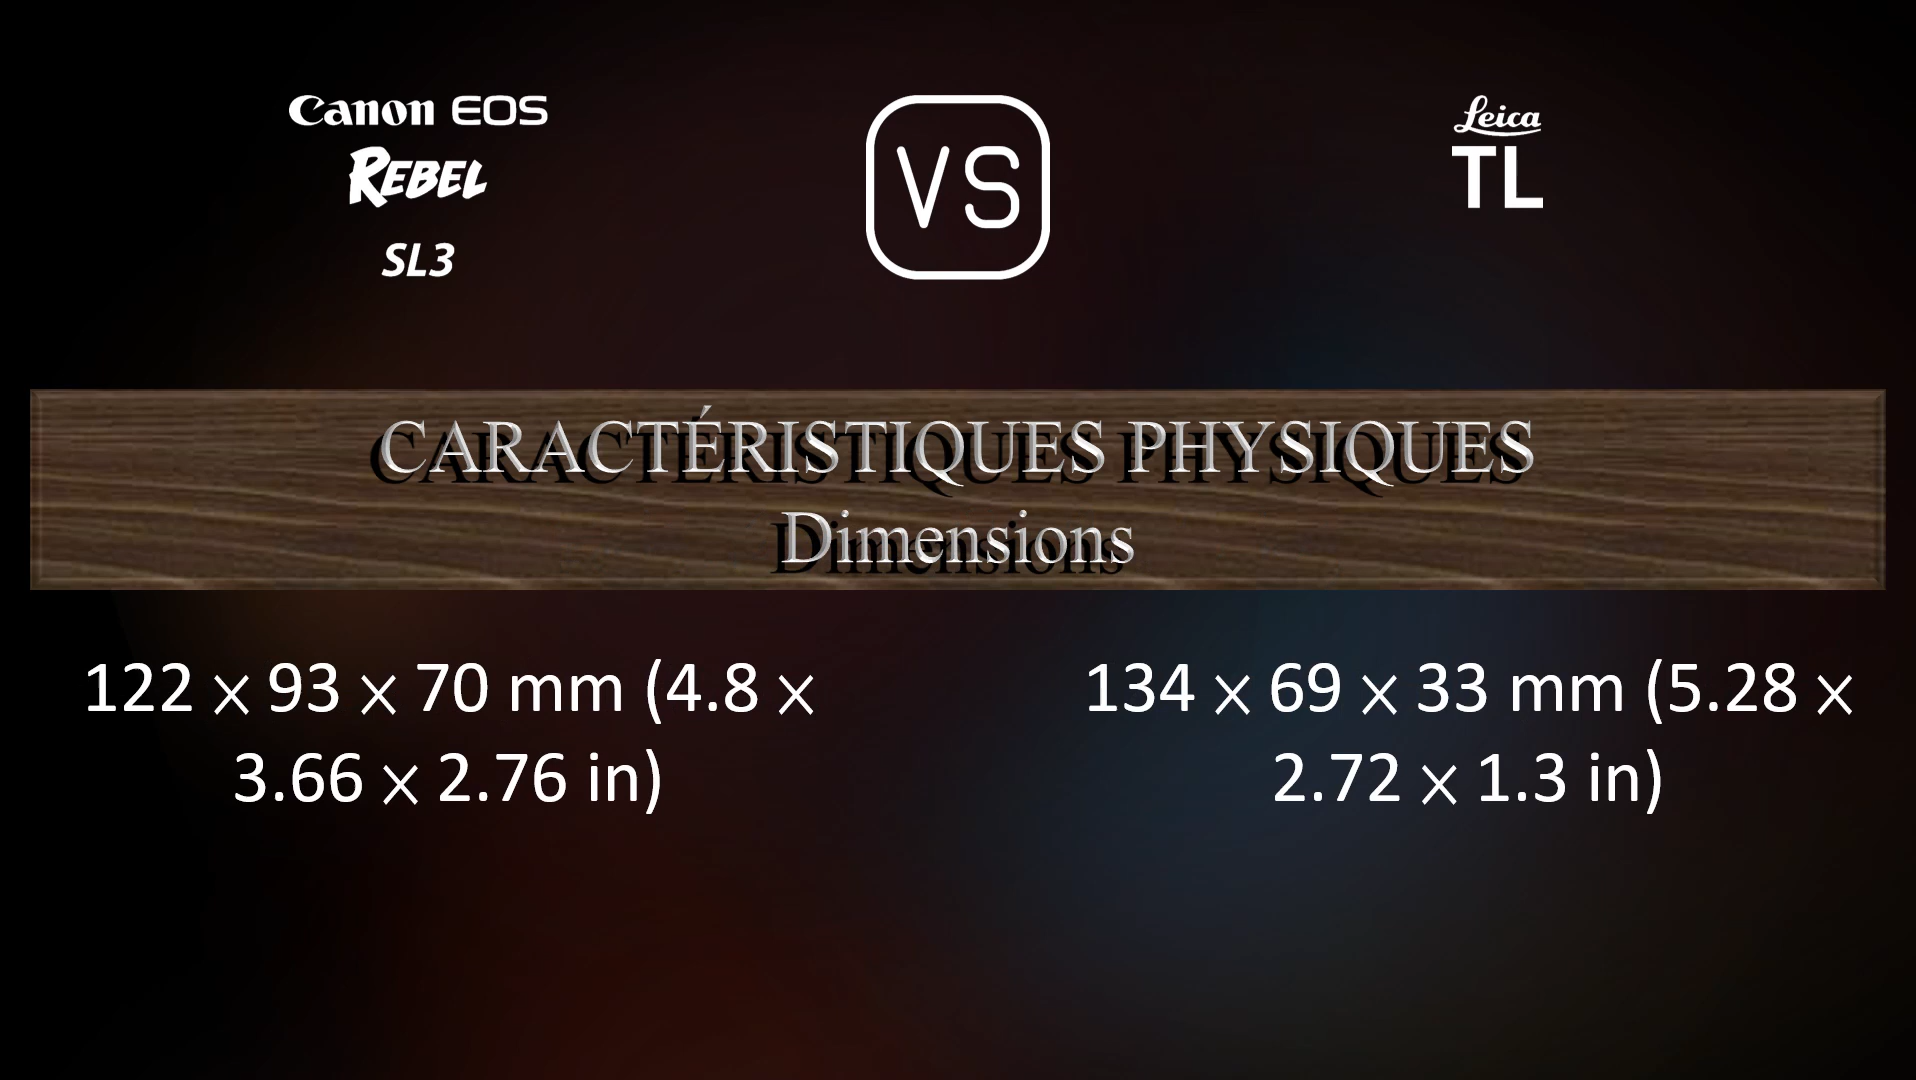 Canon EOS
REBEL
SL3
VS
Leica
TL
CARACTÉRISTIQUES PHYSIQUES
Dimensions
122 x 93 x 70 mm (4.8 x
3.66 x 2.76 in)
134 x 69 x 33 mm (5.28 x
2.72 x 1.3 in)